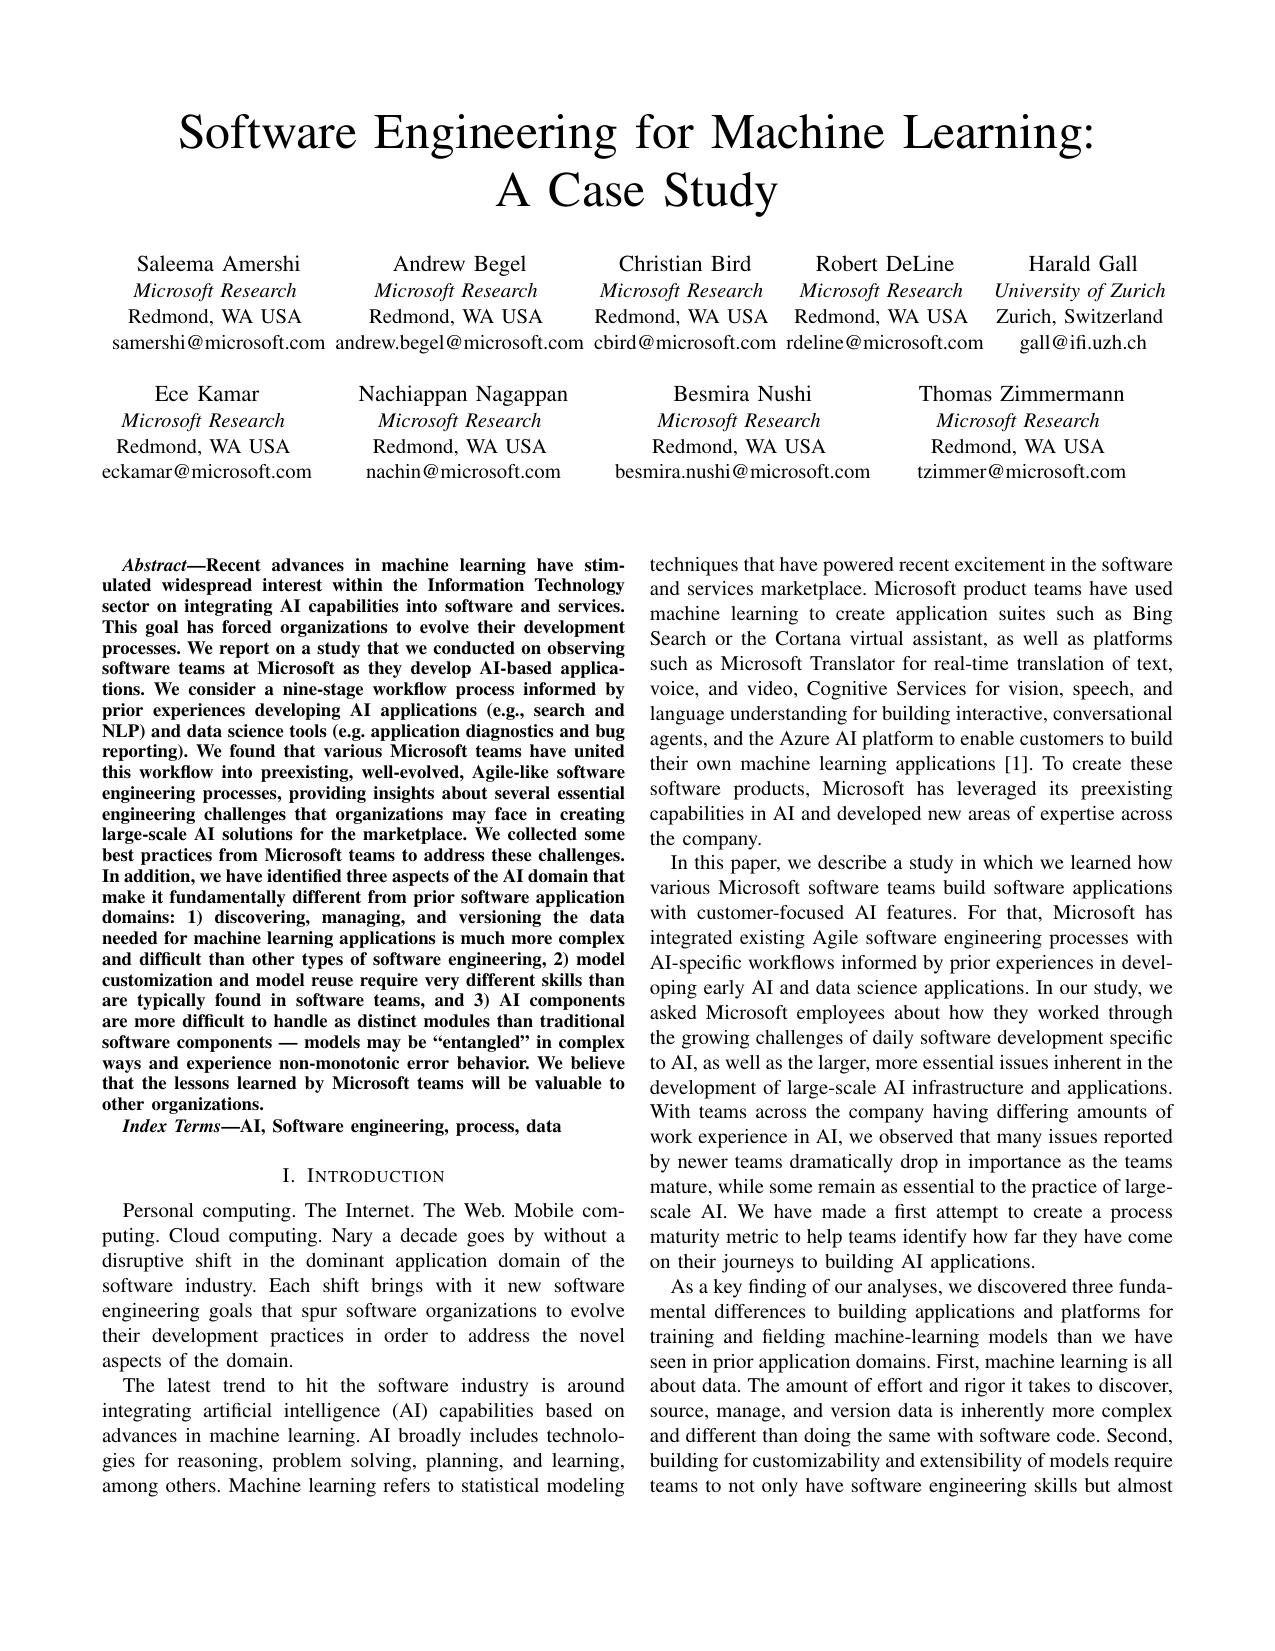 Software Engineering for Machine Learning:
A Case Study
Saleema Amershi
Microsoft Research
Redmond, WA USA
samershi@microsoft.com
Andrew Begel
Microsoft Research
Redmond, WA USA
andrew.begel@microsoft.com
Christian Bird
Microsoft Research
Redmond, WA USA
cbird@microsoft.com
Robert DeLine
Microsoft Research
Redmond, WA USA
rdeline@microsoft.com
Harald Gall
University of Zurich
Zurich, Switzerland
gall@ifi.uzh.ch
Ece Kamar
Microsoft Research
Redmond, WA USA
eckamar@microsoft.com
Nachiappan Nagappan
Microsoft Research
Redmond, WA USA
nachin@microsoft.com
Besmira Nushi
Microsoft Research
Redmond, WA USA
besmira.nushi@microsoft.com
Thomas Zimmermann
Microsoft Research
Redmond, WA USA
tzimmer@microsoft.com
Abstract—Recent advances in machine learning have stim-
ulated widespread interest within the Information Technology
sector on integrating AI capabilities into software and services.
This goal has forced organizations to evolve their development
processes. We report on a study that we conducted on observing
software teams at Microsoft as they develop AI-based applica-
tions. We consider a nine-stage workflow process informed by
prior experiences developing AI applications (e.g., search and
NLP) and data science tools (e.g. application diagnostics and bug
reporting). We found that various Microsoft teams have united
this workflow into preexisting, well-evolved, Agile-like software
engineering processes, providing insights about several essential
engineering challenges that organizations may face in creating
large-scale AI solutions for the marketplace. We collected some
best practices from Microsoft teams to address these challenges.
In addition, we have identified three aspects of the AI domain that
make it fundamentally different from prior software application
domains: 1) discovering, managing, and versioning the data
needed for machine learning applications is much more complex
and difficult than other types of software engineering, 2) model
customization and model reuse require very different skills than
are typically found in software teams, and 3) AI components
are more difficult to handle as distinct modules than traditional
software components — models may be “entangled” in complex
ways and experience non-monotonic error behavior. We believe
that the lessons learned by Microsoft teams will be valuable to
other organizations.
Index Terms—AI, Software engineering, process, data
I. INTRODUCTION
Personal computing. The Internet. The Web. Mobile com-
puting. Cloud computing. Nary a decade goes by without a
disruptive shift in the dominant application domain of the
software industry. Each shift brings with it new software
engineering goals that spur software organizations to evolve
their development practices in order to address the novel
aspects of the domain.
The latest trend to hit the software industry is around
integrating artificial intelligence (AI) capabilities based on
advances in machine learning. AI broadly includes technolo-
gies for reasoning, problem solving, planning, and learning,
among others. Machine learning refers to statistical modeling
techniques that have powered recent excitement in the software
and services marketplace. Microsoft product teams have used
machine learning to create application suites such as Bing
Search or the Cortana virtual assistant, as well as platforms
such as Microsoft Translator for real-time translation of text,
voice, and video, Cognitive Services for vision, speech, and
language understanding for building interactive, conversational
agents, and the Azure AI platform to enable customers to build
their own machine learning applications [1]. To create these
software products, Microsoft has leveraged its preexisting
capabilities in AI and developed new areas of expertise across
the company.
In this paper, we describe a study in which we learned how
various Microsoft software teams build software applications
with customer-focused AI features. For that, Microsoft has
integrated existing Agile software engineering processes with
AI-specific workflows informed by prior experiences in devel-
oping early AI and data science applications. In our study, we
asked Microsoft employees about how they worked through
the growing challenges of daily software development specific
to AI, as well as the larger, more essential issues inherent in the
development of large-scale AI infrastructure and applications.
With teams across the company having differing amounts of
work experience in AI, we observed that many issues reported
by newer teams dramatically drop in importance as the teams
mature, while some remain as essential to the practice of large-
scale AI. We have made a first attempt to create a process
maturity metric to help teams identify how far they have come
on their journeys to building AI applications.
As a key finding of our analyses, we discovered three funda-
mental differences to building applications and platforms for
training and fielding machine-learning models than we have
seen in prior application domains. First, machine learning is all
about data. The amount of effort and rigor it takes to discover,
source, manage, and version data is inherently more complex
and different than doing the same with software code. Second,
building for customizability and extensibility of models require
teams to not only have software engineering skills but almost